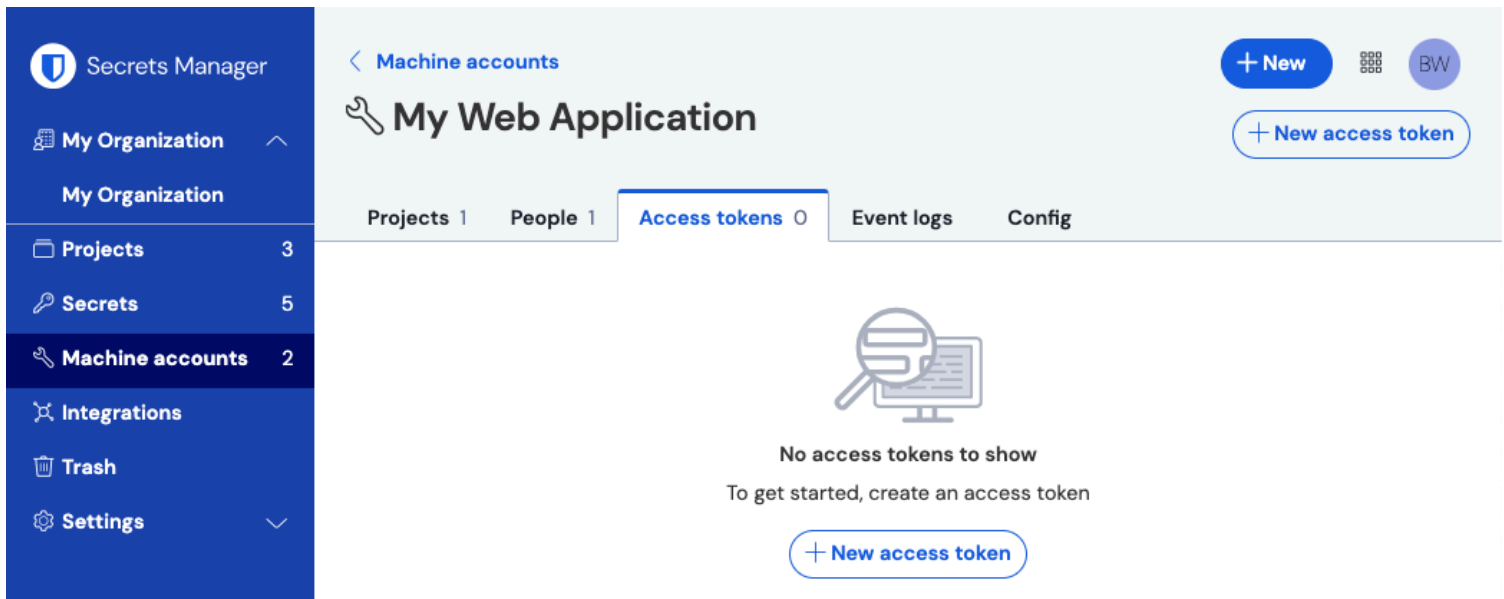 Secrets Manager
My Organization
My Organization
Projects 3
Secrets 5
Machine accounts 2
Integrations
Trash
Settings
Machine accounts
+ New
BW
My Web Application
+ New access token
Projects 1 People 1 Access tokens 0 Event logs Config
No access tokens to show
To get started, create an access token
+ New access token